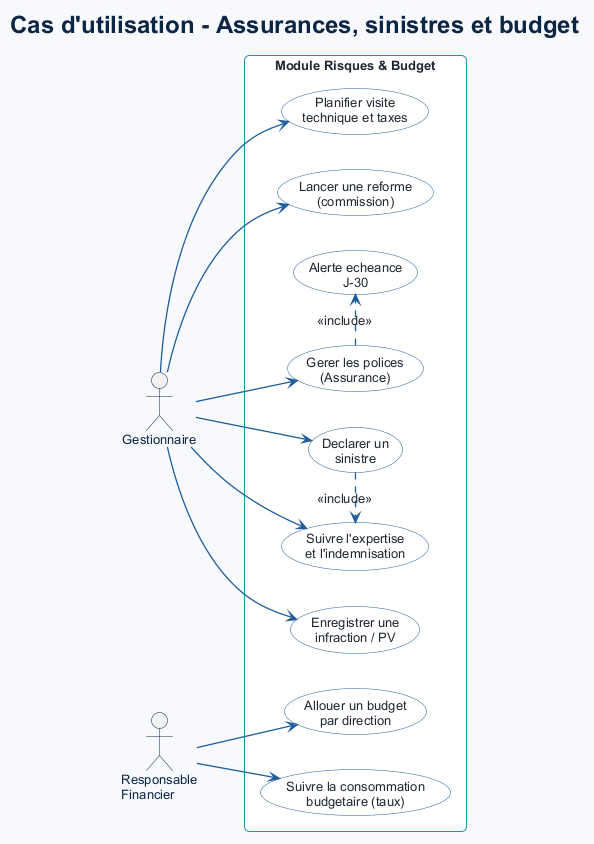 Cas d'utilisation - Assurances, sinistres et budget
Module Risques & Budget
Planifier visite
technique et taxes
Lancer une reforme
(commission)
Alerte echeance
J-30
«include»
Gerer les polices
(Assurance)
Gestionnaire
Declarer un
sinistre
«include»
Suivre l'expertise
et l'indemnisation
Enregistrer une
infraction / PV
Allouer un budget
par direction
Responsable
Financier
Suivre la consommation
budgetaire (taux)